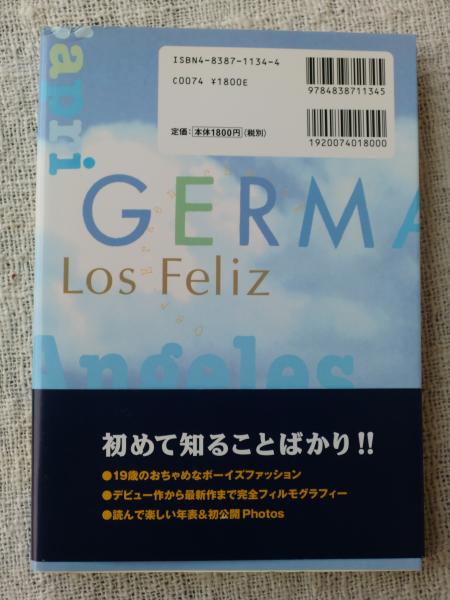 ISBN4-8387-1134-4
C0074 ¥1800E
定価：本体1800円(税別)
9784838711345
1920074018000
apri
GERMA
Los Feliz
Angeles
初めて知ることばかり!!
●19歳のおちゃめなボーイズファッション
●デビュー作から最新作まで完全フィルモグラフィー
●読んで楽しい年表&初公開Photos